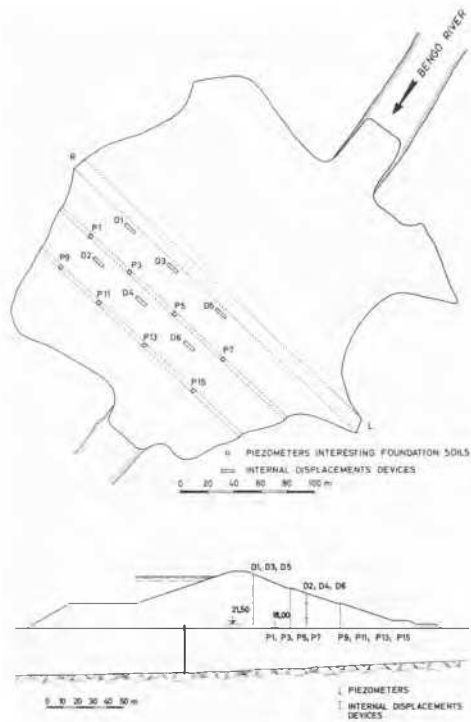 BENGO RIVER
R
D1
P1
D2
P3
D3
P9
D4
P11
P5
D5
P13
D6
P7
P15
L
PIEZOMETERS INTERESTING FOUNDATION SOILS
INTERNAL DISPLACEMENTS DEVICES
0 20 40 60 80 100 m
D1, D3, D5
D2, D4, D6
21,50
18,00
P1, P3, P5, P7
P9, P11, P13, P15
0 10 20 30 40 50 m
PIEZOMETERS
INTERNAL DISPLACEMENTS
DEVICES